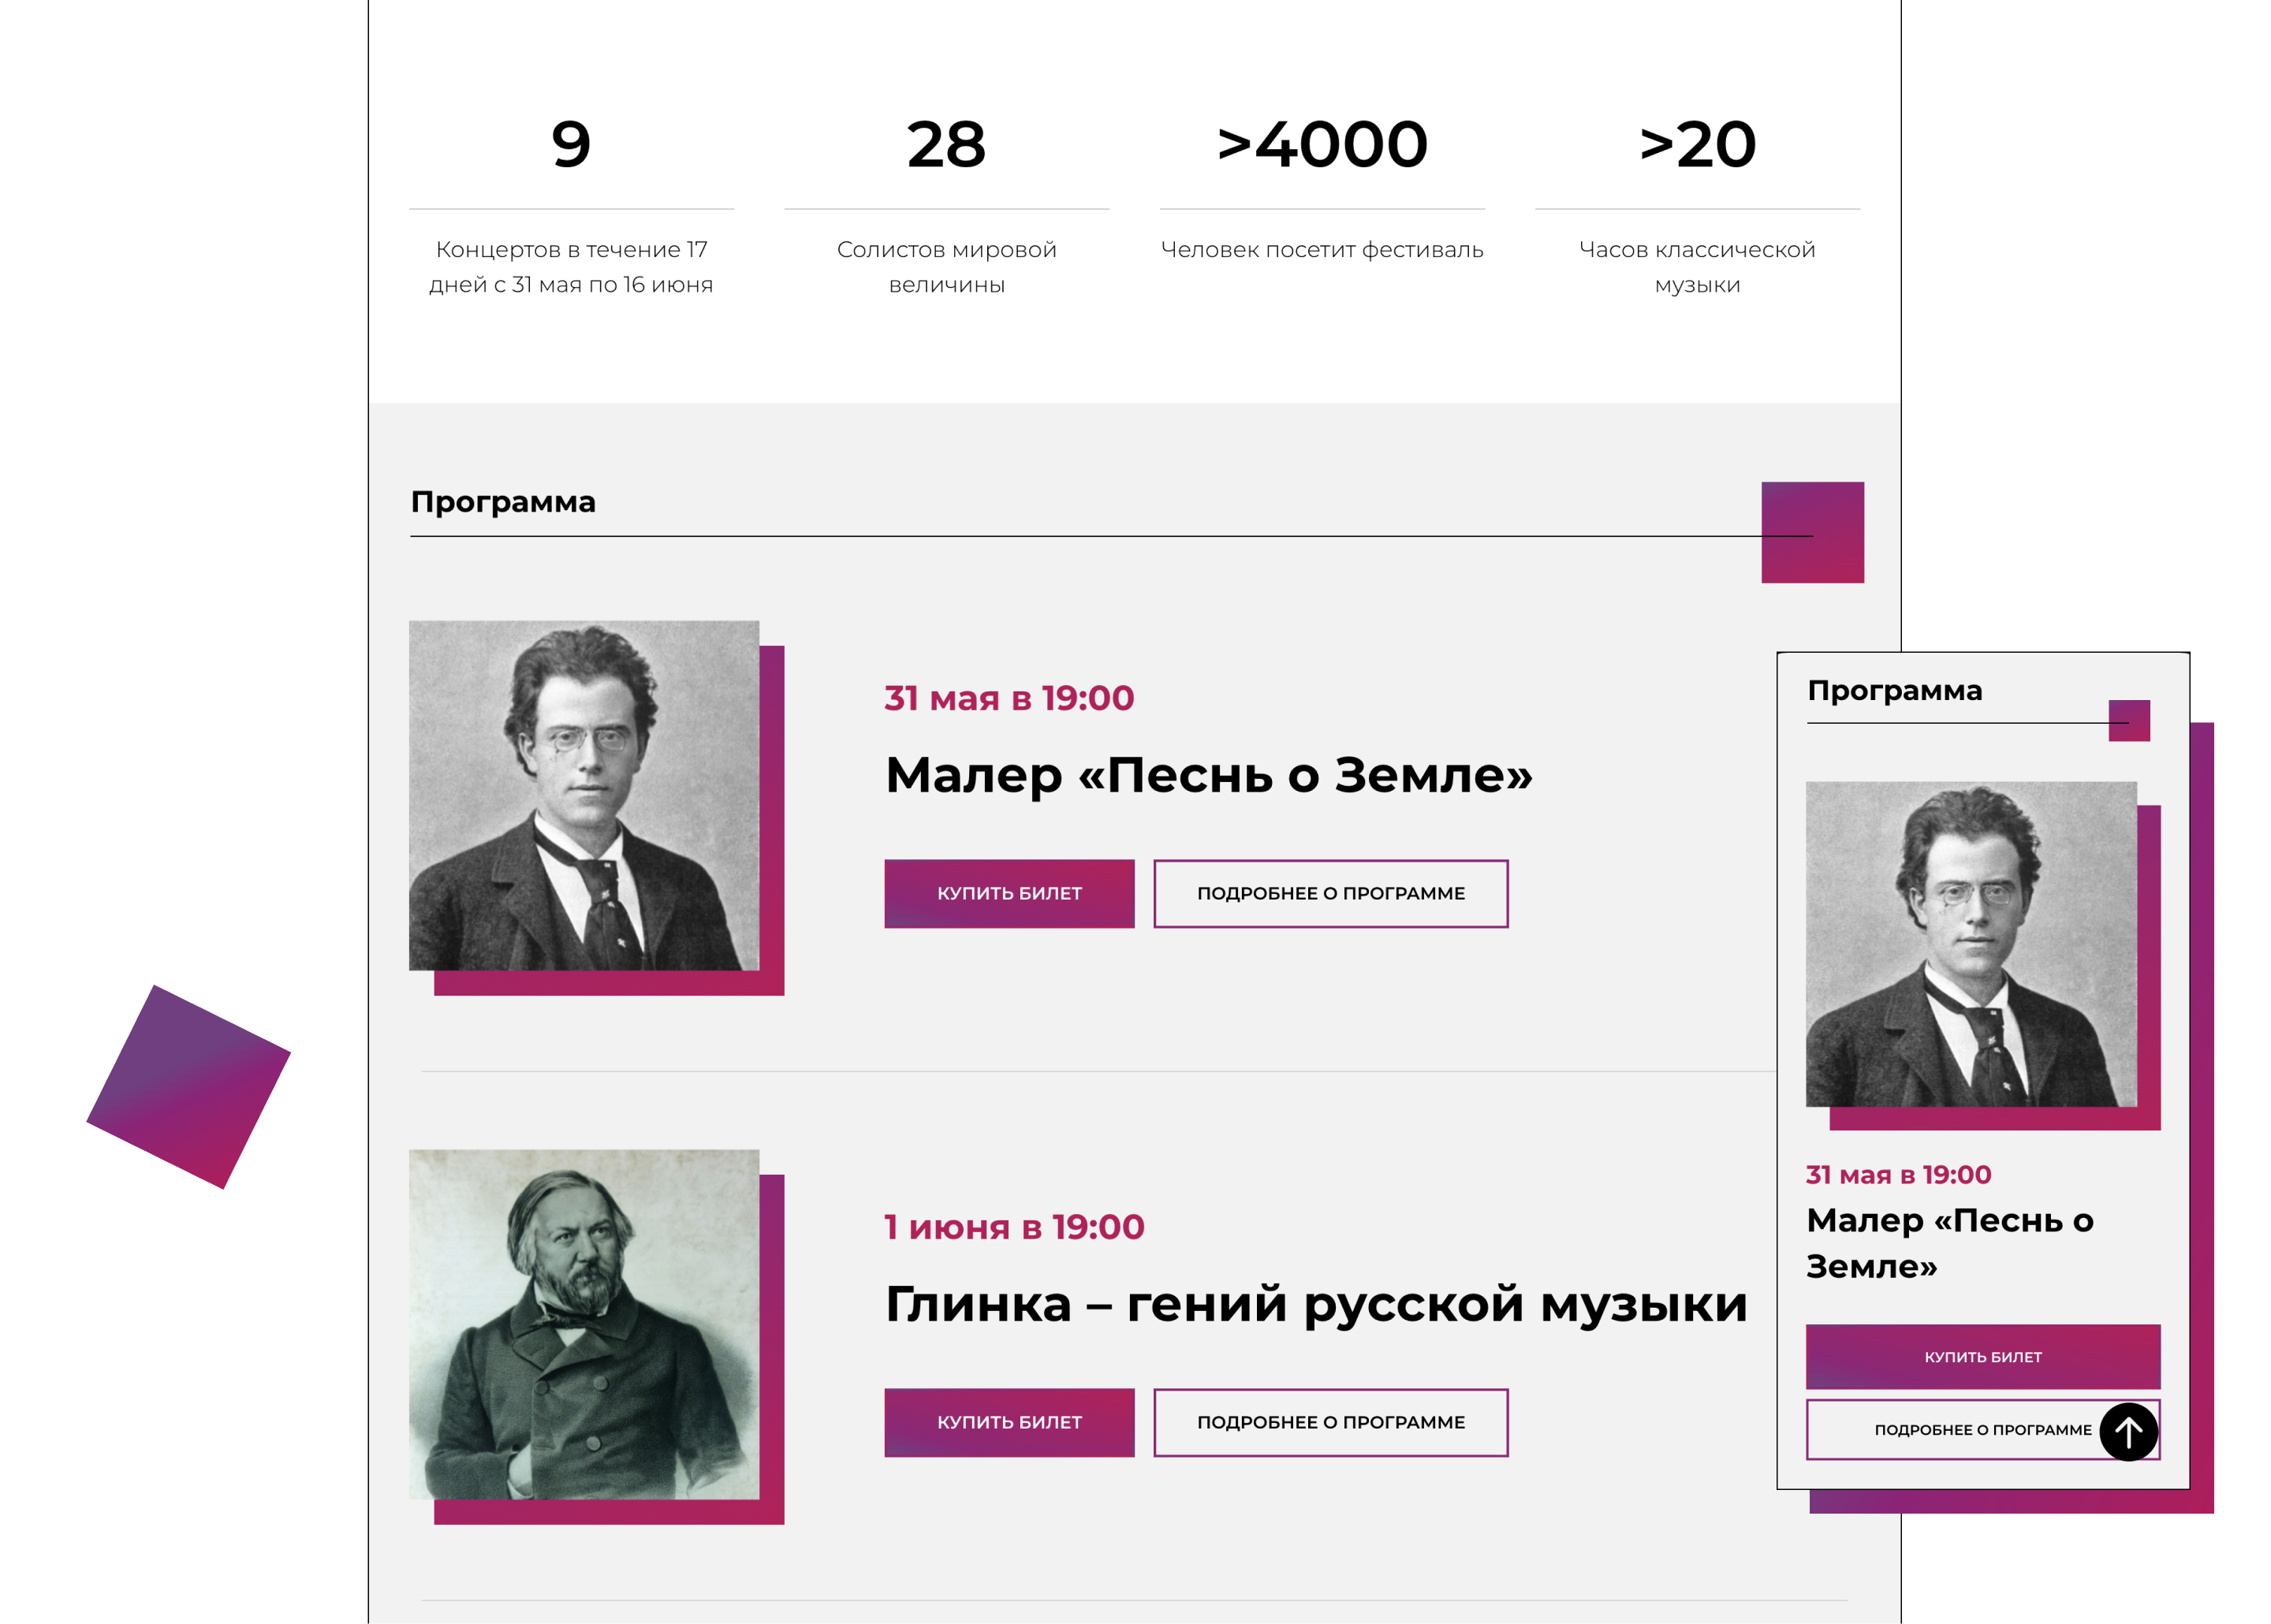 9
28
>4000
>20
Концертов в течение 17
дней с 31 мая по 16 июня
Солистов мировой
величины
Человек посетит фестиваль
Часов классической
музыки
Программа
31 мая в 19:00
Малер «Песнь о Земле»
КУПИТЬ БИЛЕТ
ПОДРОБНЕЕ О ПРОГРАММЕ
1 июня в 19:00
Глинка – гений русской музыки
КУПИТЬ БИЛЕТ
ПОДРОБНЕЕ О ПРОГРАММЕ
Программа
31 мая в 19:00
Малер «Песнь о
Земле»
КУПИТЬ БИЛЕТ
ПОДРОБНЕЕ О ПРОГРАММЕ